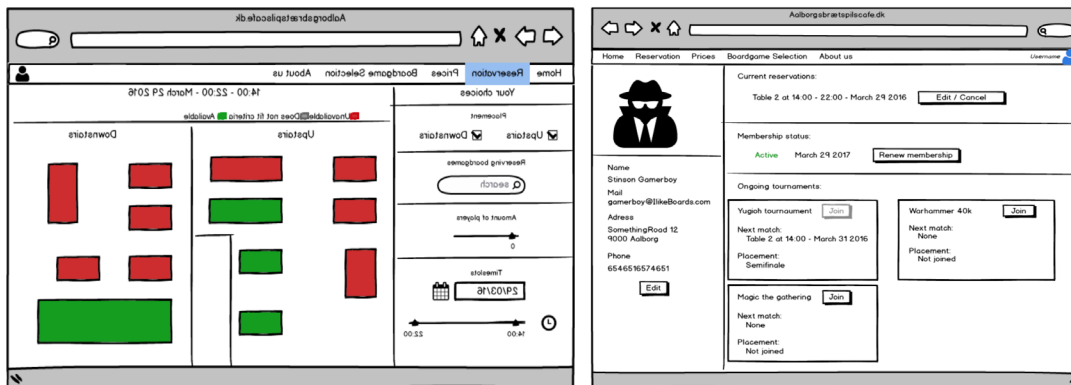 Aalborgsbrætspilscafe.dk
Home Reservation Prices Boardgame Selection About us
Your choices
Placement
Upstairs Downstairs
Reserving boardgames
search
Amount of players
0
Timeslots
29/03/16
14:00 22:00
14:00 - 22:00 - March 29 2016
Unavailable Does not fit criteria Available
Upstairs Downstairs
Aalborgsbrætspilscafe.dk
Home Reservation Prices Boardgame Selection About us Username
Name
Stinson Gamerboy
Mail
gamerboy@IlikeBoards.com
Adress
SomethingRoad 12
9000 Aalborg
Phone
6546516574651
Edit
Current reservations:
Table 2 at 14:00 - 22:00 - March 29 2016 Edit / Cancel
Membership status:
Active March 29 2017 Renew membership
Ongoing tournaments:
Yugioh tournaument Join
Next match:
Table 2 at 14:00 - March 31 2016
Placement:
Semifinale
Warhammer 40k Join
Next match:
None
Placement:
Not joined
Magic the gathering Join
Next match:
None
Placement:
Not joined